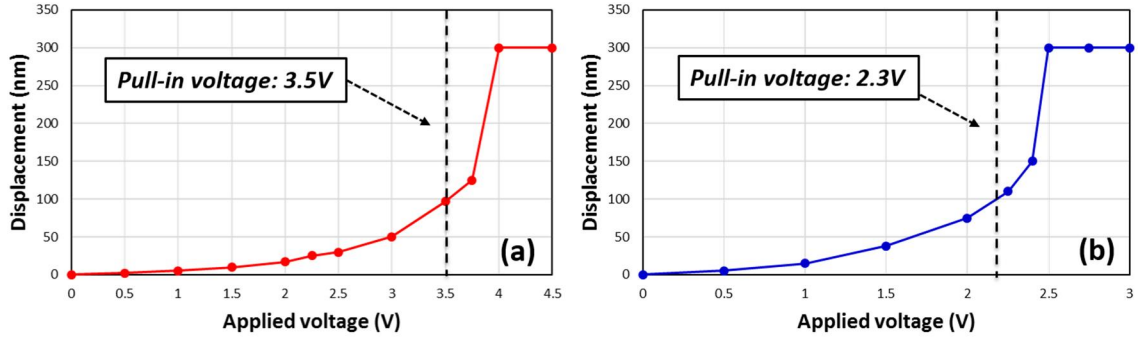 350
300
250
200
150
100
50
0
Displacement (nm)
Pull-in voltage: 3.5V
(a)
0 0.5 1 1.5 2 2.5 3 3.5 4 4.5
Applied voltage (V)
350
300
250
200
150
100
50
0
Displacement (nm)
Pull-in voltage: 2.3V
(b)
0 0.5 1 1.5 2 2.5 3
Applied voltage (V)